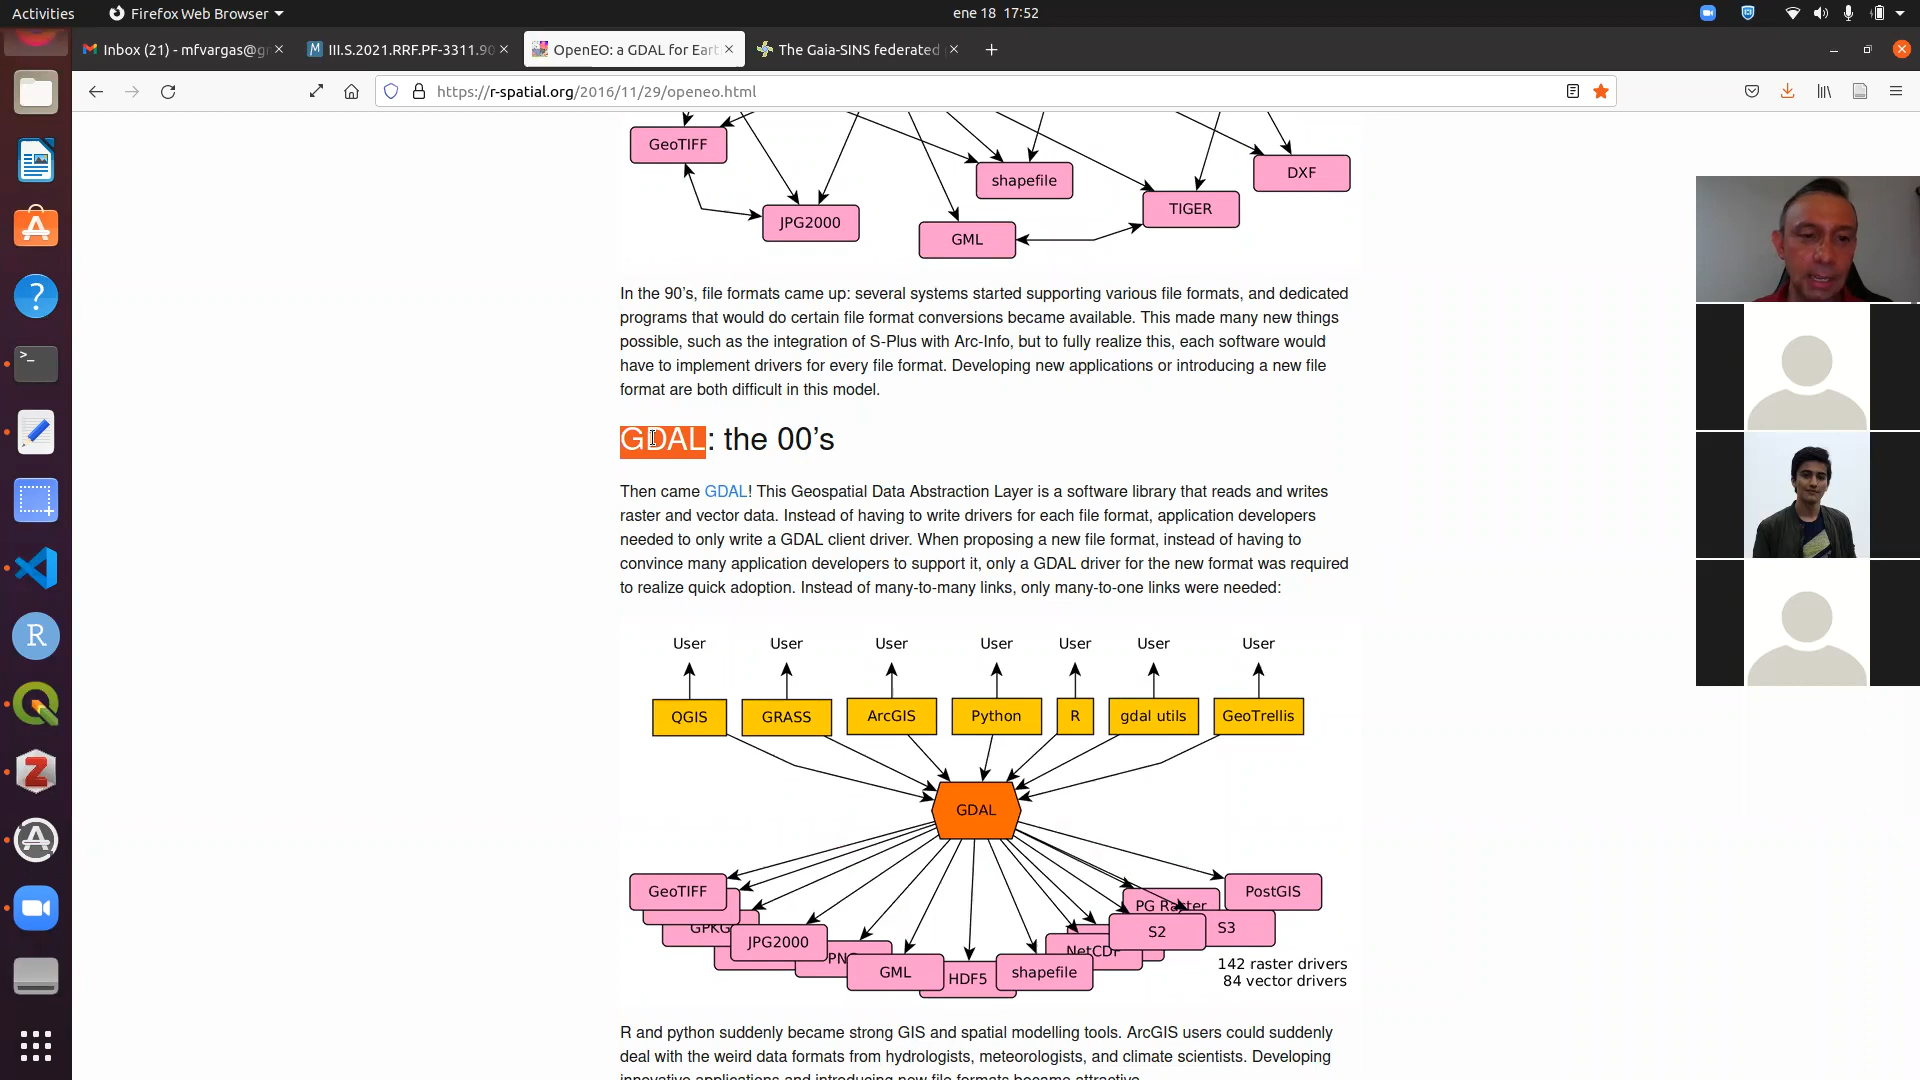 Activities
Firefox Web Browser
ene 18 17:52
Inbox (21) - mfvargas@g
III.S.2021.RRF.PF-3311.90
OpenEO: a GDAL for Eart
The Gaia-SINS federated
https://r-spatial.org/2016/11/29/openeo.html
GeoTIFF
shapefile
DXF
JPG2000
TIGER
GML
In the 90’s, file formats came up: several systems started supporting various file formats, and dedicated
programs that would do certain file format conversions became available. This made many new things
possible, such as the integration of S-Plus with Arc-Info, but to fully realize this, each software would
have to implement drivers for every file format. Developing new applications or introducing a new file
format are both difficult in this model.
GDAL: the 00’s
Then came GDAL! This Geospatial Data Abstraction Layer is a software library that reads and writes
raster and vector data. Instead of having to write drivers for each file format, application developers
needed to only write a GDAL client driver. When proposing a new file format, instead of having to
convince many application developers to support it, only a GDAL driver for the new format was required
to realize quick adoption. Instead of many-to-many links, only many-to-one links were needed:
User User User User User User User
QGIS GRASS ArcGIS Python R gdal utils GeoTrellis
GDAL
GeoTIFF PostGIS
PG Raster
GPKG S2 S3
JPG2000 NetCDF
PN
GML HDF5 shapefile
142 raster drivers
84 vector drivers
R and python suddenly became strong GIS and spatial modelling tools. ArcGIS users could suddenly
deal with the weird data formats from hydrologists, meteorologists, and climate scientists. Developing
innovative applications and introducing new file formats became attractive.